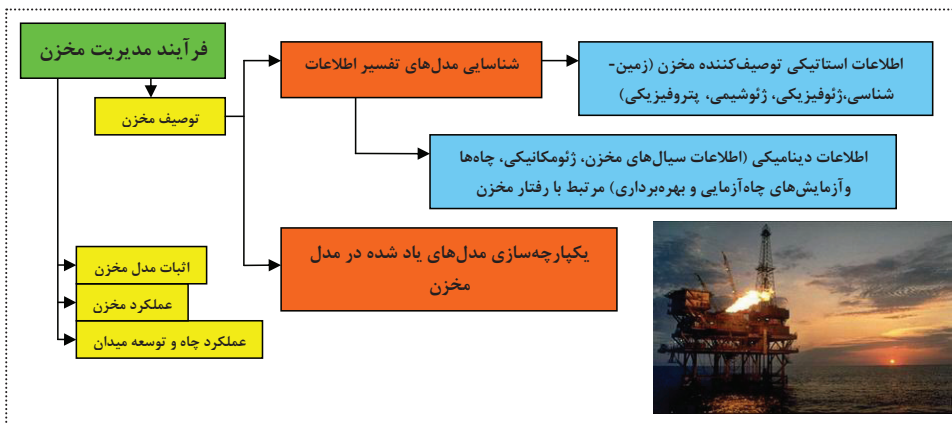 فرآیند مدیریت مخزن
توصیف مخزن
شناسایی مدل‌های تفسیر اطلاعات
اطلاعات استاتیکی توصیف‌کننده مخزن (زمین-
شناسی،ژئوفیزیکی، ژئوشیمی، پتروفیزیکی)
اطلاعات دینامیکی (اطلاعات سیال‌های مخزن، ژئومکانیکی، چاه‌ها
وآزمایش‌های چاه‌آزمایی و بهره‌برداری) مرتبط با رفتار مخزن
یکپارچه‌سازی مدل‌های یاد شده در مدل
مخزن
اثبات مدل مخزن
عملکرد مخزن
عملکرد چاه و توسعه میدان